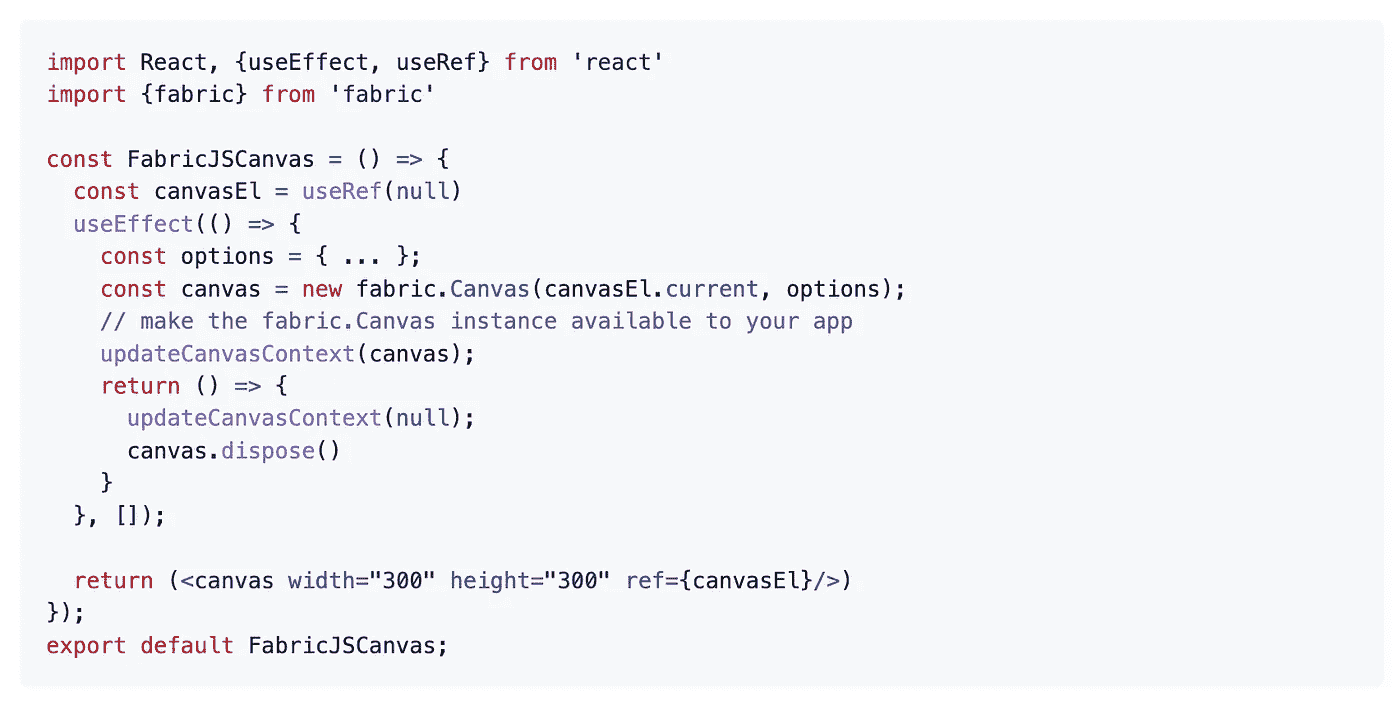 import React, {useEffect, useRef} from 'react'
import {fabric} from 'fabric'

const FabricJSCanvas = () => {
  const canvasEl = useRef(null)
  useEffect(() => {
    const options = { ... };
    const canvas = new fabric.Canvas(canvasEl.current, options);
    // make the fabric.Canvas instance available to your app
    updateCanvasContext(canvas);
    return () => {
      updateCanvasContext(null);
      canvas.dispose()
    }
  }, []);

  return (<canvas width="300" height="300" ref={canvasEl}/>)
});
export default FabricJSCanvas;